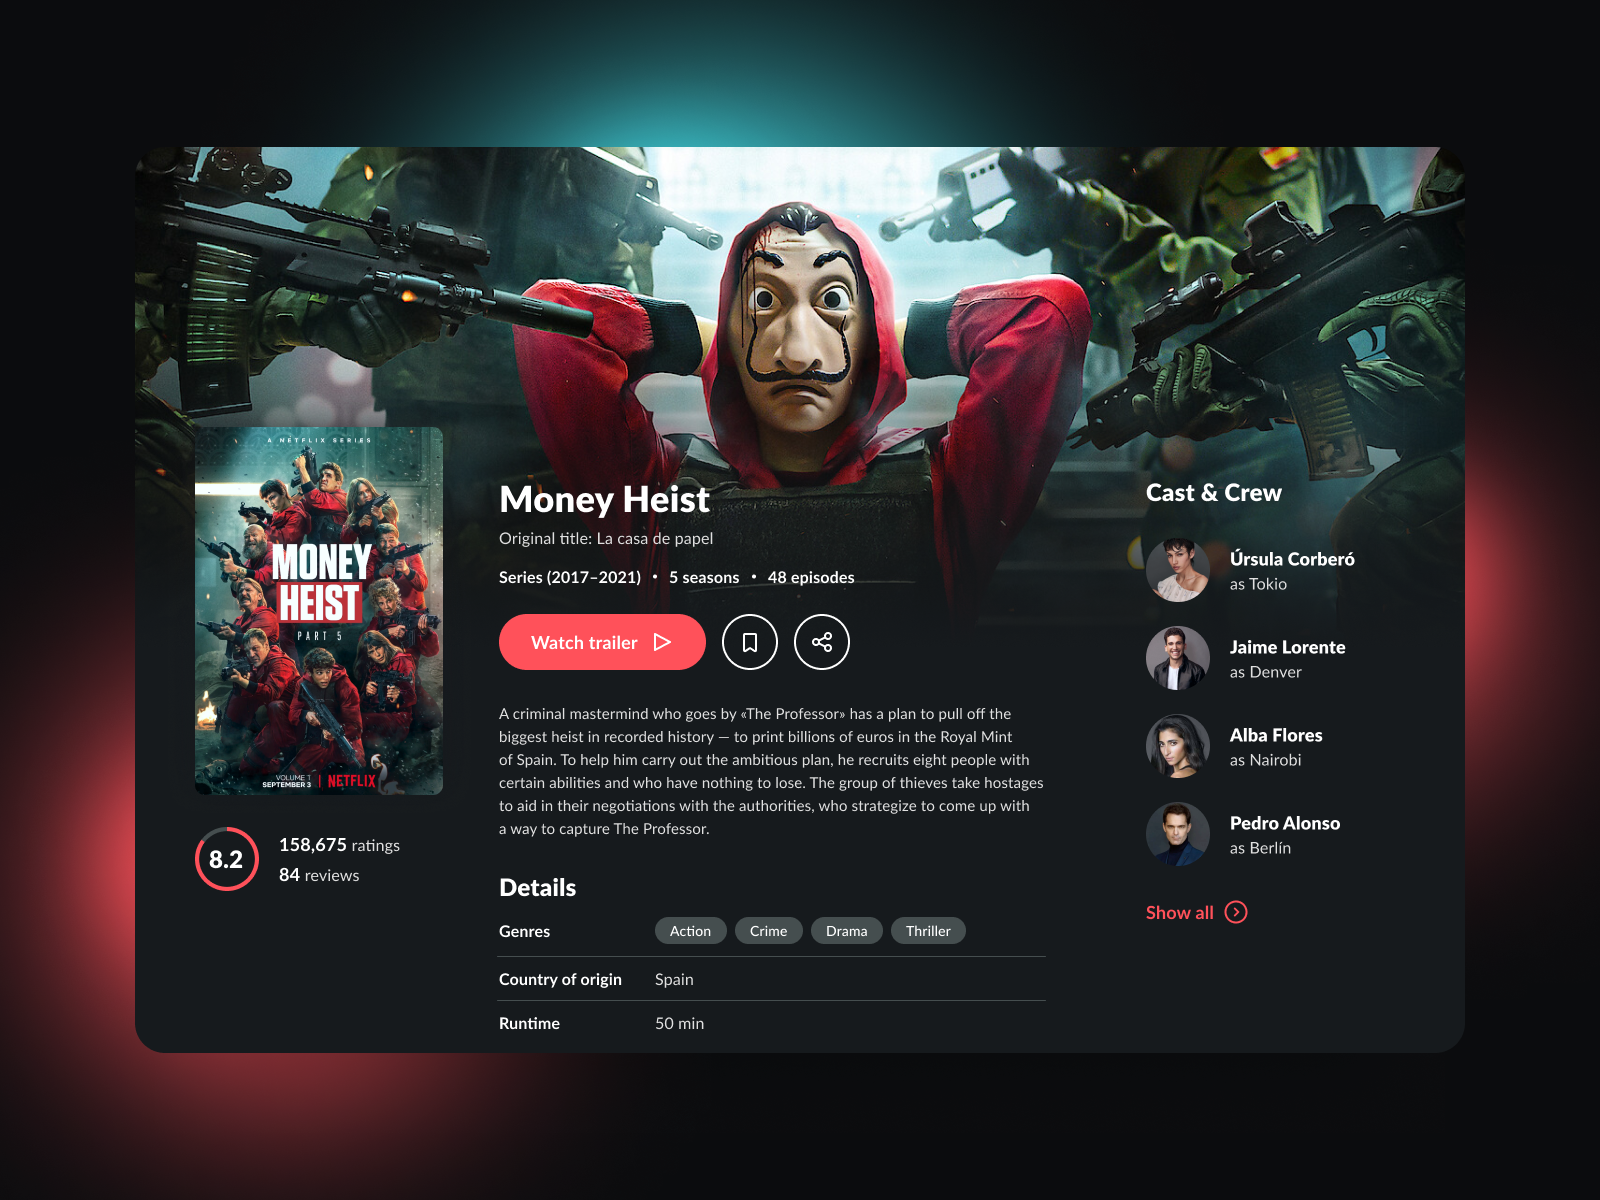 A NETFLIX SERIES
MONEY
HEIST
PART 5
VOLUME 1
SEPTEMBER 3
NETFLIX
8.2
158,675 ratings
84 reviews
Money Heist
Original title: La casa de papel
Series (2017–2021) • 5 seasons • 48 episodes
Watch trailer
A criminal mastermind who goes by «The Professor» has a plan to pull off the
biggest heist in recorded history — to print billions of euros in the Royal Mint
of Spain. To help him carry out the ambitious plan, he recruits eight people with
certain abilities and who have nothing to lose. The group of thieves take hostages
to aid in their negotiations with the authorities, who strategize to come up with
a way to capture The Professor.
Details
Genres Action Crime Drama Thriller
Country of origin Spain
Runtime 50 min
Cast & Crew
Úrsula Corberó
as Tokio
Jaime Lorente
as Denver
Alba Flores
as Nairobi
Pedro Alonso
as Berlín
Show all